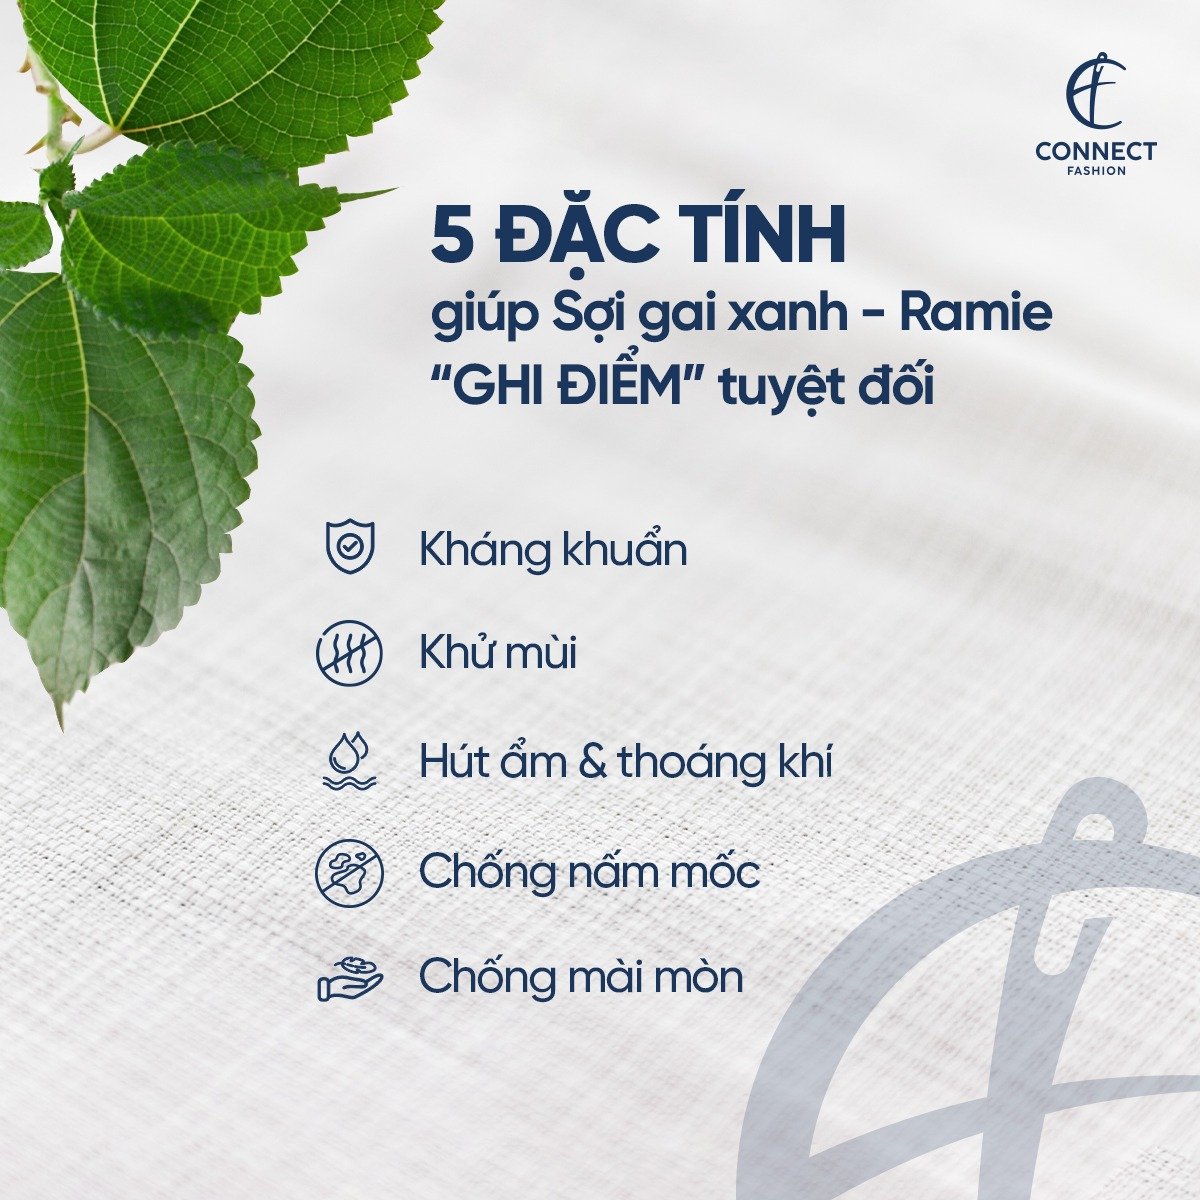 CONNECT
FASHION
5 ĐẶC TÍNH
giúp Sợi gai xanh - Ramie
“GHI ĐIỂM” tuyệt đối
Kháng khuẩn
Khử mùi
Hút ẩm & thoáng khí
Chống nấm mốc
Chống mài mòn